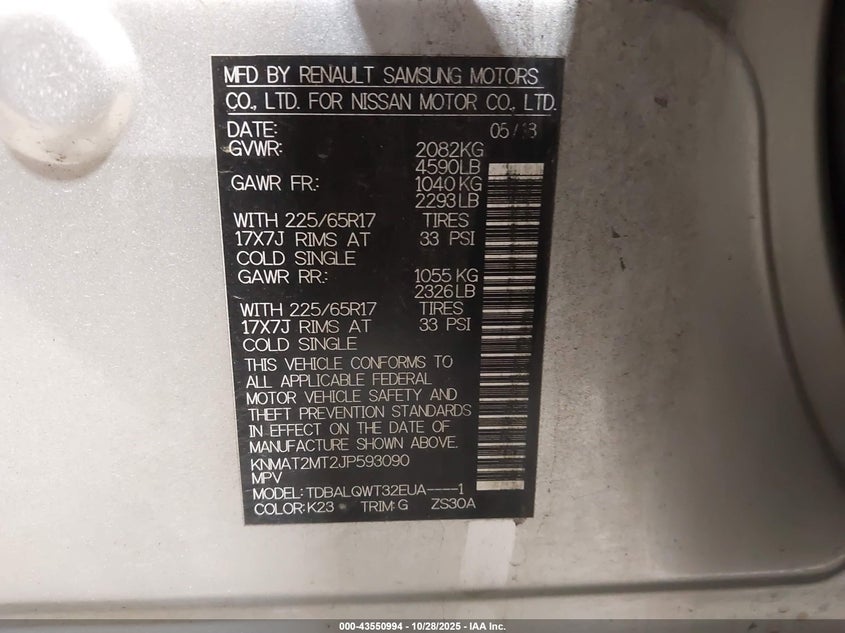 MFD BY RENAULT SAMSUNG MOTORS
CO., LTD. FOR NISSAN MOTOR CO., LTD.
DATE: 05/18
GVWR: 2082KG
4590LB
GAWR FR.: 1040KG
2293LB
WITH 225/65R17 TIRES
17X7J RIMS AT 33 PSI
COLD SINGLE
GAWR RR.: 1055KG
2326LB
WITH 225/65R17 TIRES
17X7J RIMS AT 33 PSI
COLD SINGLE
THIS VEHICLE CONFORMS TO
ALL APPLICABLE FEDERAL
MOTOR VEHICLE SAFETY AND
THEFT PREVENTION STANDARDS
IN EFFECT ON THE DATE OF
MANUFACTURE SHOWN ABOVE.
KNMAT2MT2JP593090
MPV
MODEL:TDBALQWT32EUA----1
COLOR:K23 TRIM:G ZS30A
000-43550994 - 10/28/2025 - IAA Inc.